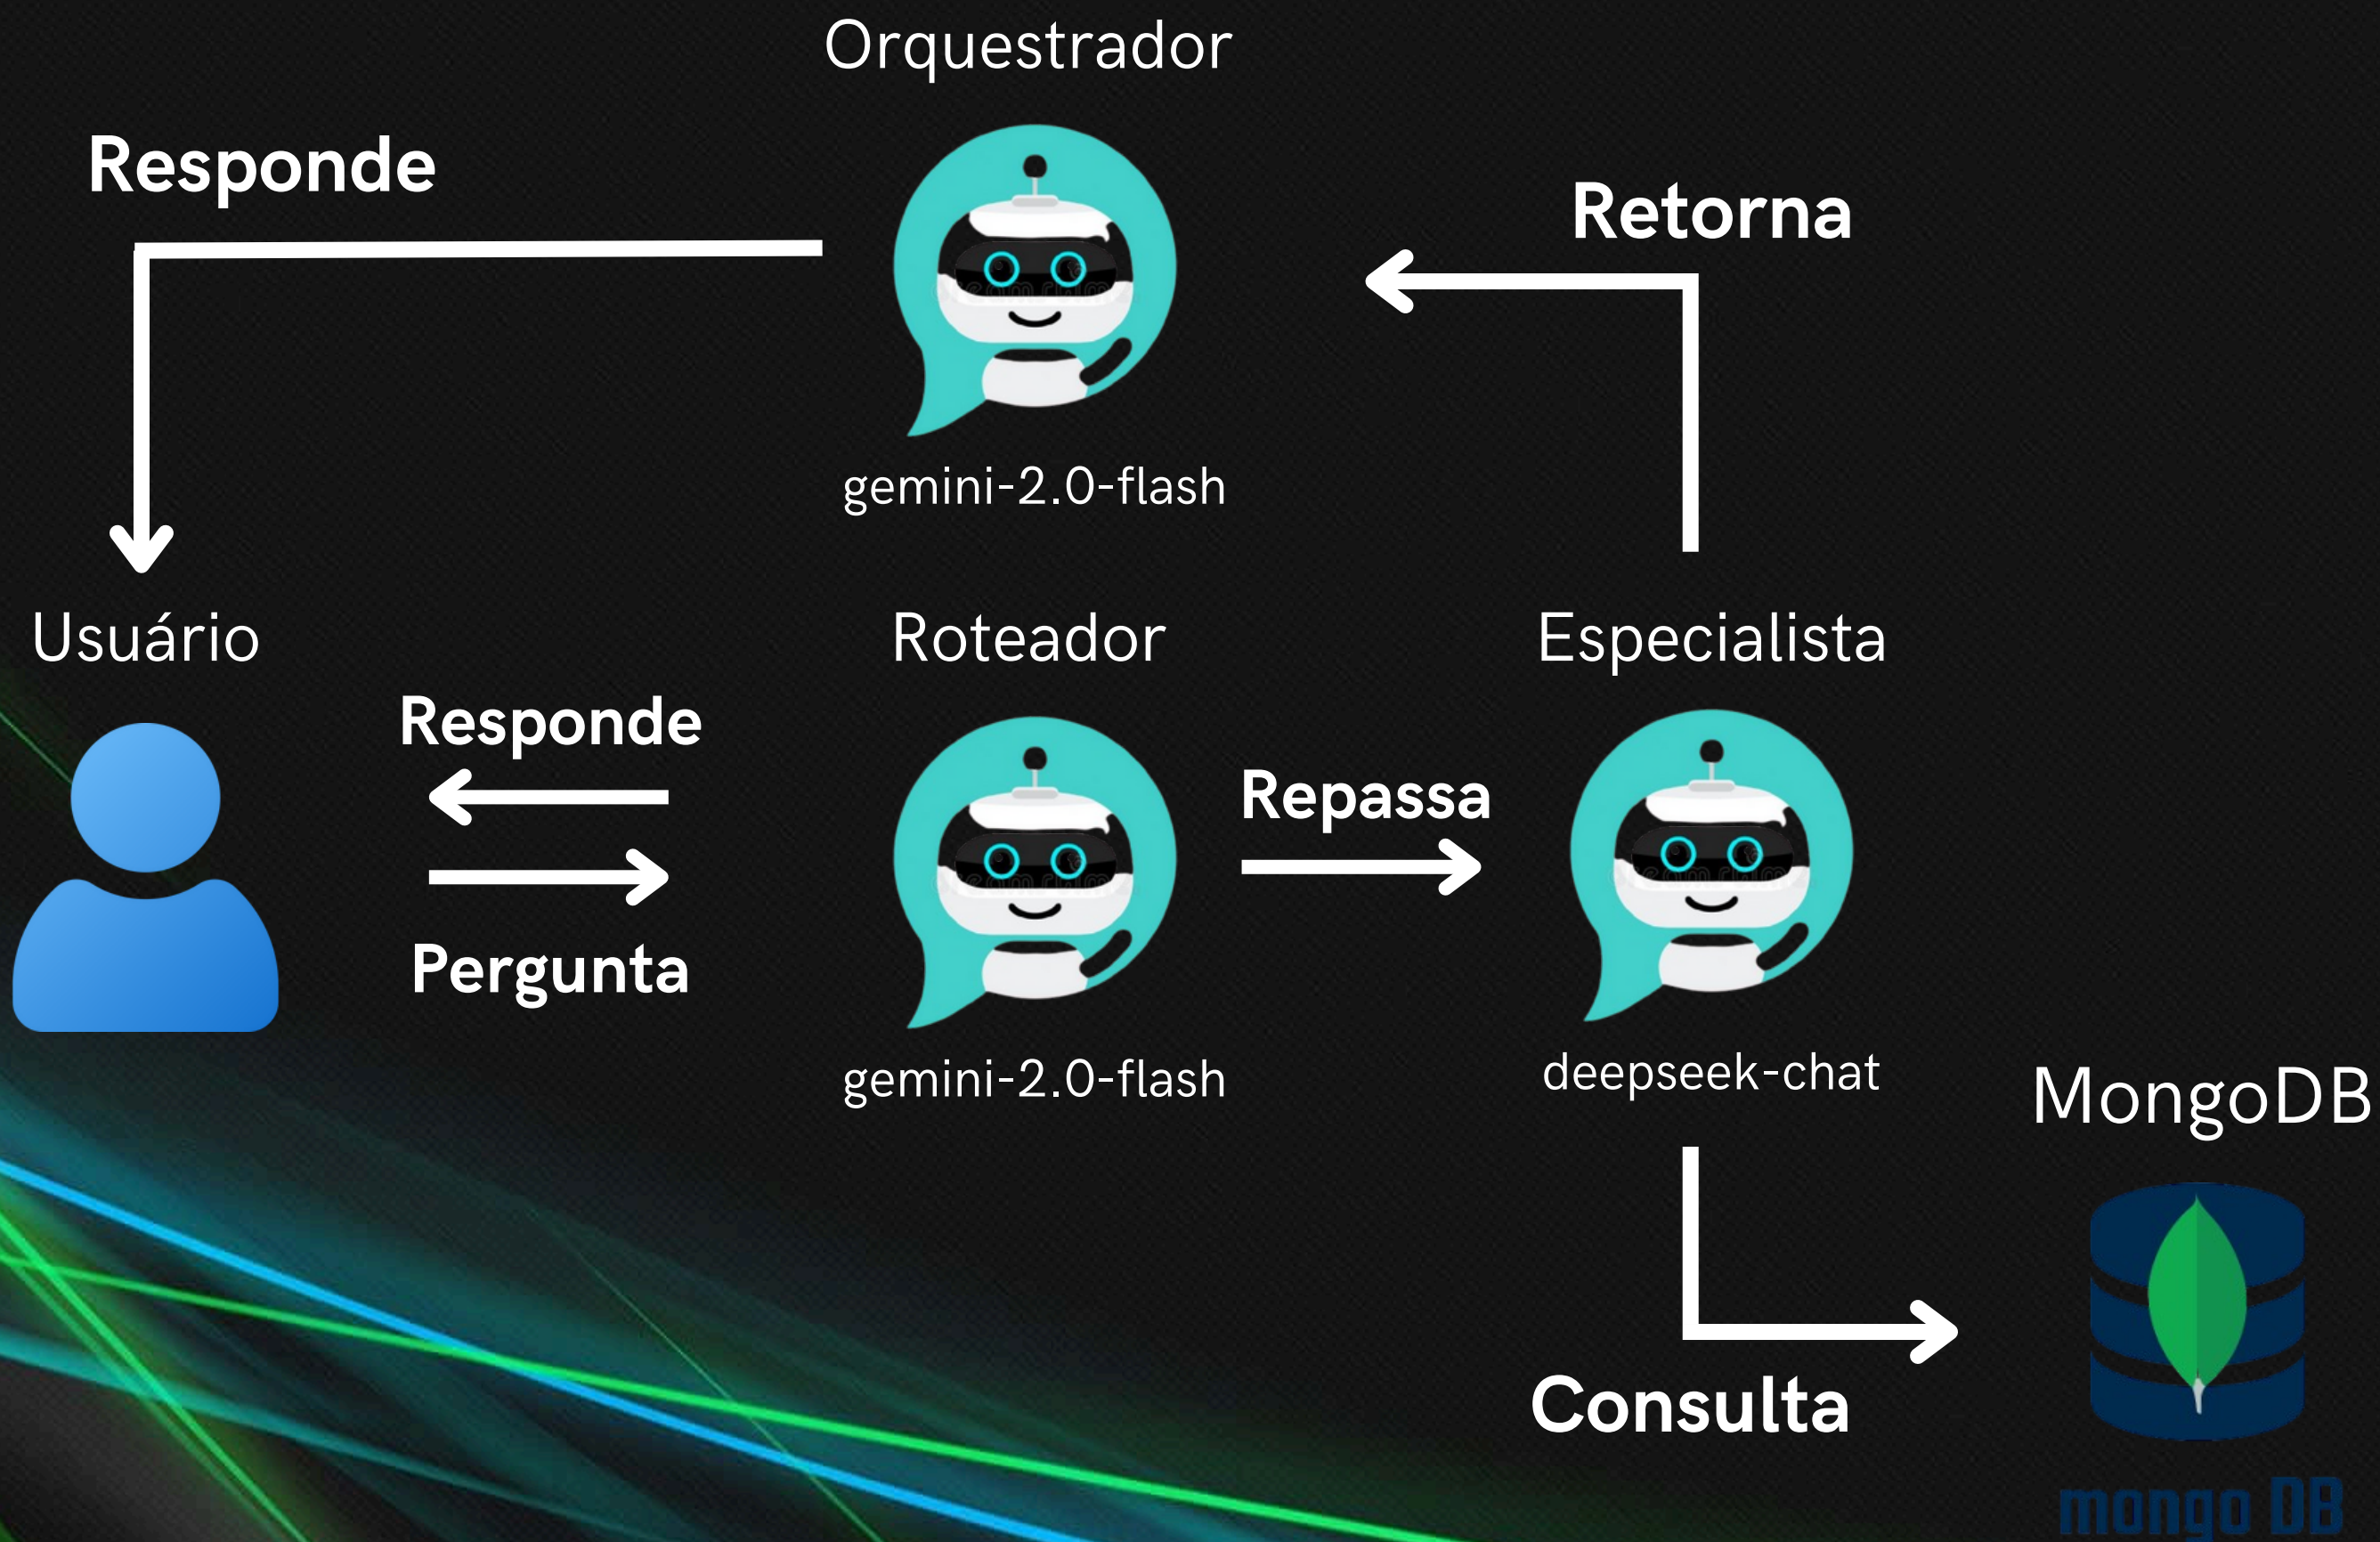 Orquestrador
Responde
Retorna
gemini-2.0-flash
Usuário
Roteador
Especialista
Responde
Repassa
Pergunta
gemini-2.0-flash
deepseek-chat
MongoDB
Consulta
mongo DB